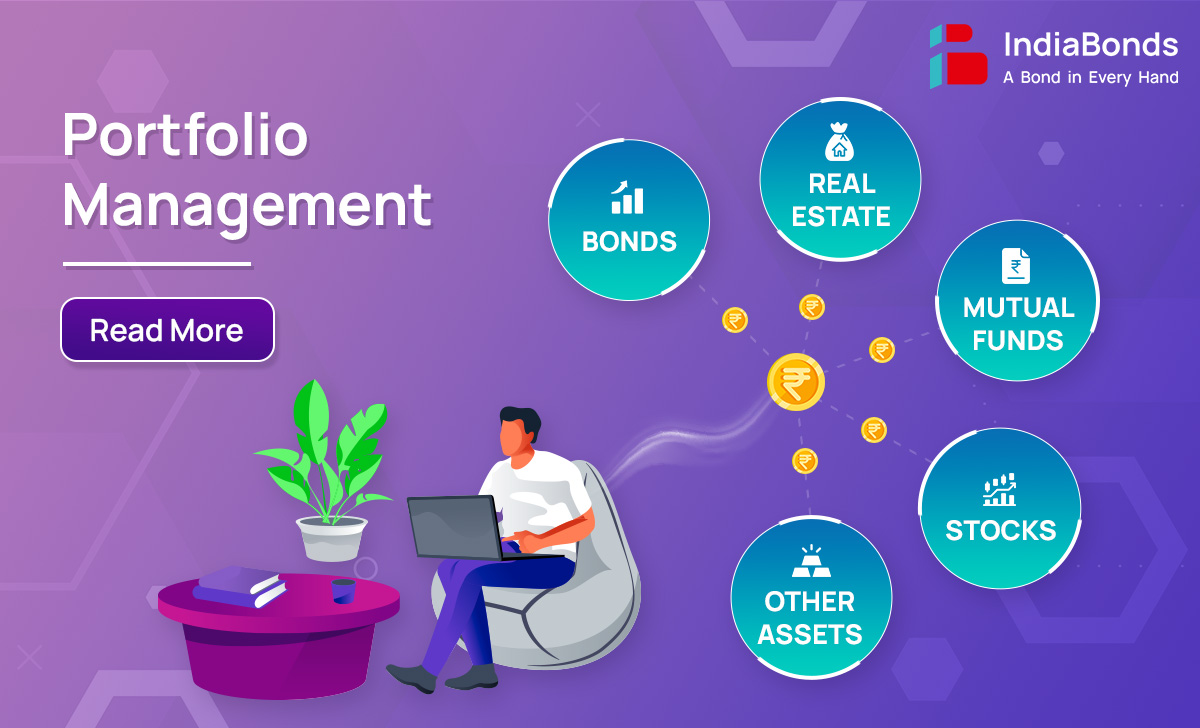 IndiaBonds
A Bond in Every Hand
Portfolio
Management
Read More
BONDS
REAL
ESTATE
₹
MUTUAL
FUNDS
₹
₹
₹
₹
₹
₹
STOCKS
OTHER
ASSETS